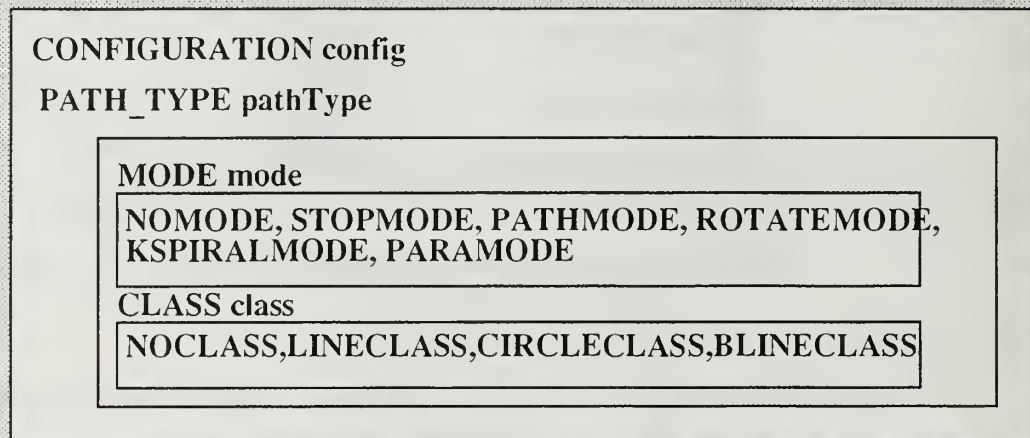 CONFIGURATION config
PATH_TYPE pathType
MODE mode
NOMODE, STOPMODE, PATHMODE, ROTATEMODE,
KSPIRALMODE, PARAMODE
CLASS class
NOCLASS,LINECLASS,CIRCLECLASS,BLINECLASS